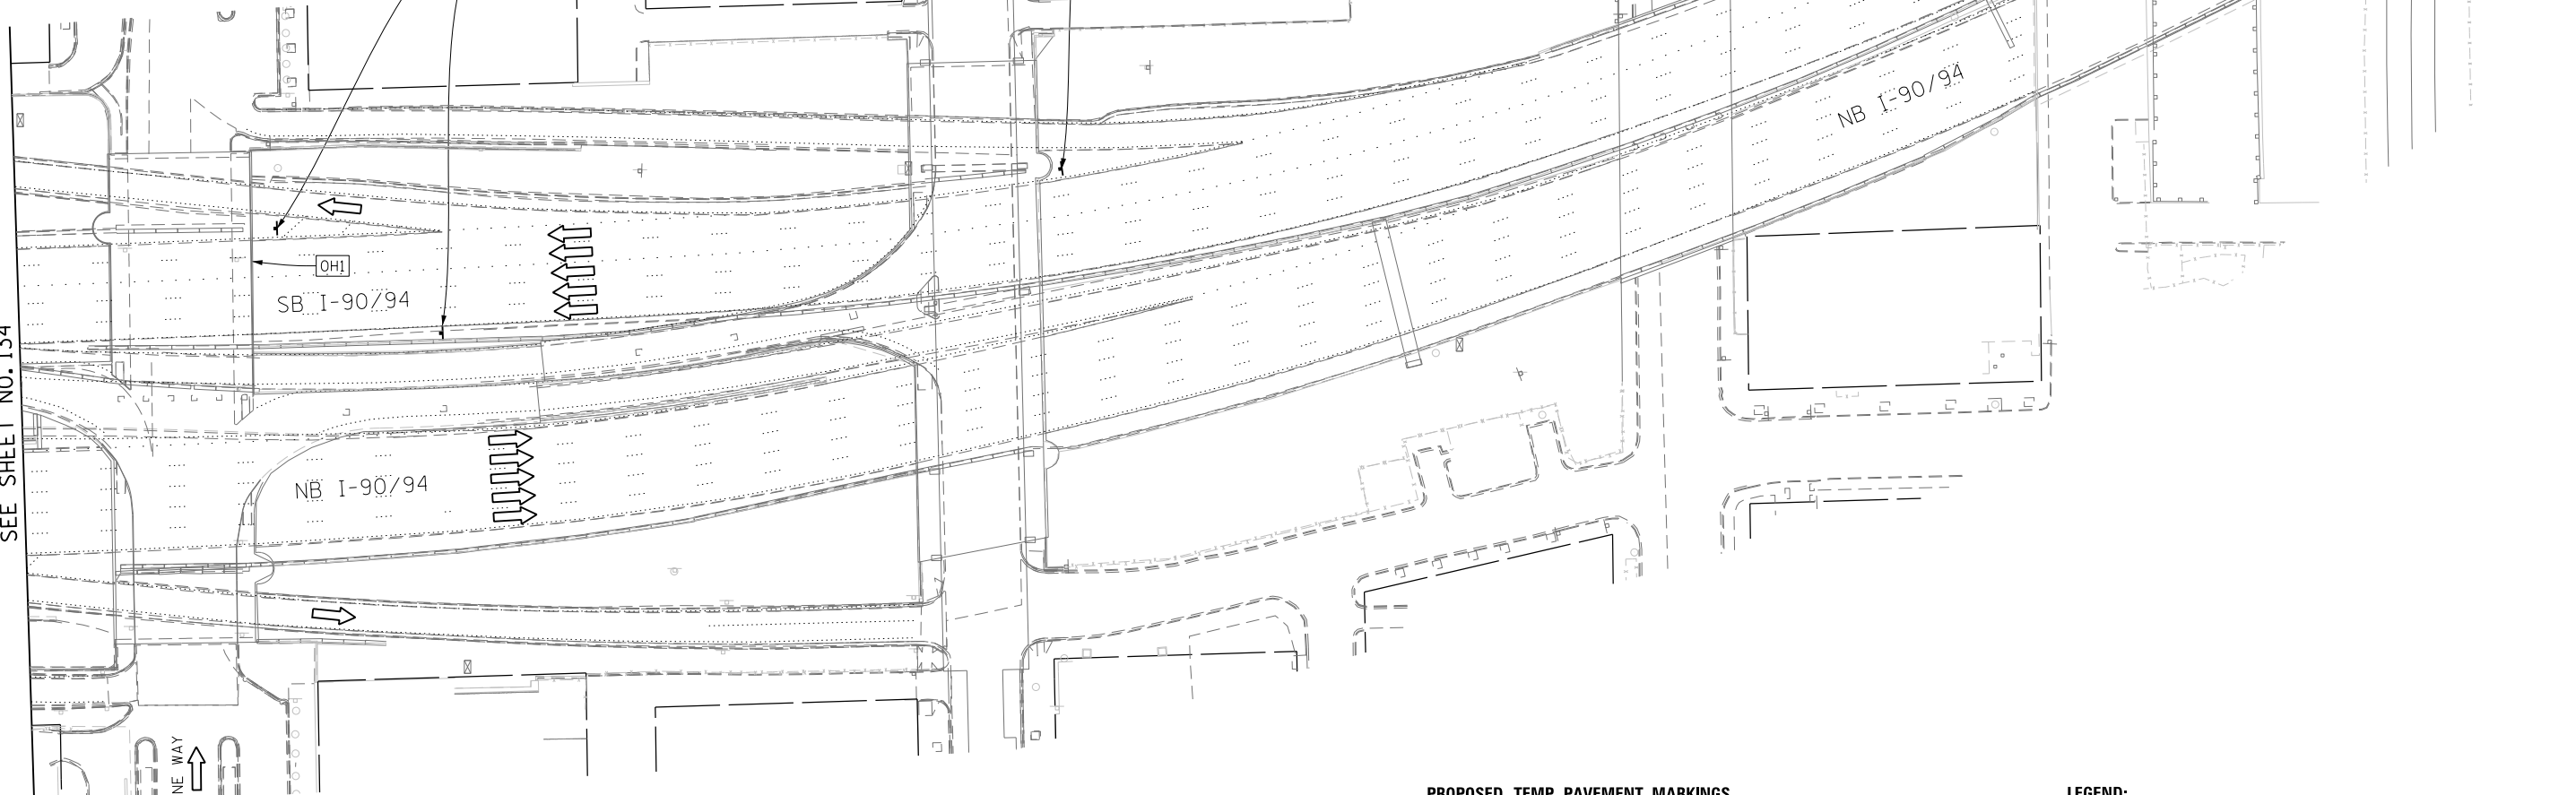 NB I-90/94
OH1
SB I-90/94
SEE SHEET NO. 134
NB I-90/94
NE WAY
PROPOSED TEMP PAVEMENT MARKINGS
LEGEND: